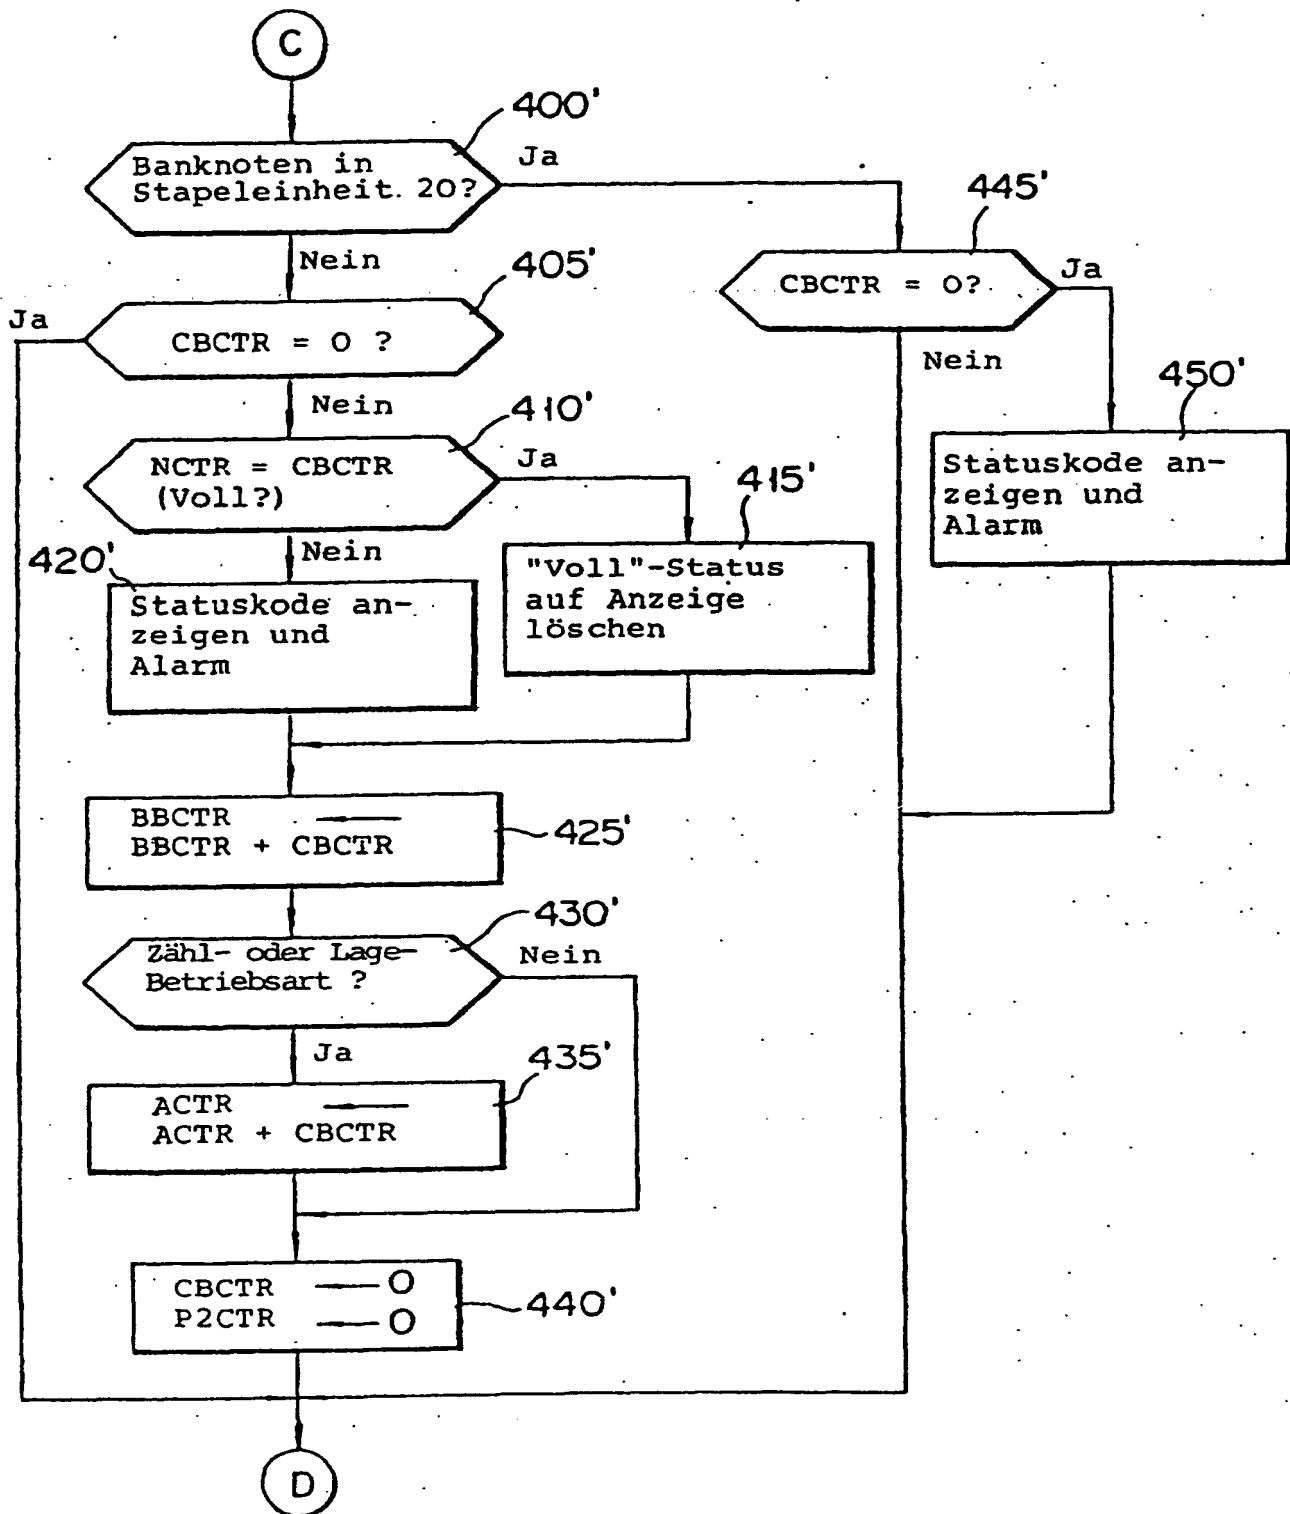 C
400'
Banknoten in
Stapeleinheit. 20?
Ja
Nein
445'
CBCTR = 0?
Ja
Nein
405'
Ja
CBCTR = 0 ?
Nein
410'
NCTR = CBCTR
(Voll?)
Ja
Nein
450'
Statuskode an-
zeigen und
Alarm
415'
"Voll"-Status
auf Anzeige
löschen
420'
Statuskode an-
zeigen und
Alarm
BBCTR ←
BBCTR + CBCTR
425'
430'
Zähl- oder Lage-
Betriebsart ?
Nein
Ja
435'
ACTR ←
ACTR + CBCTR
CBCTR ← 0
P2CTR ← 0
440'
D